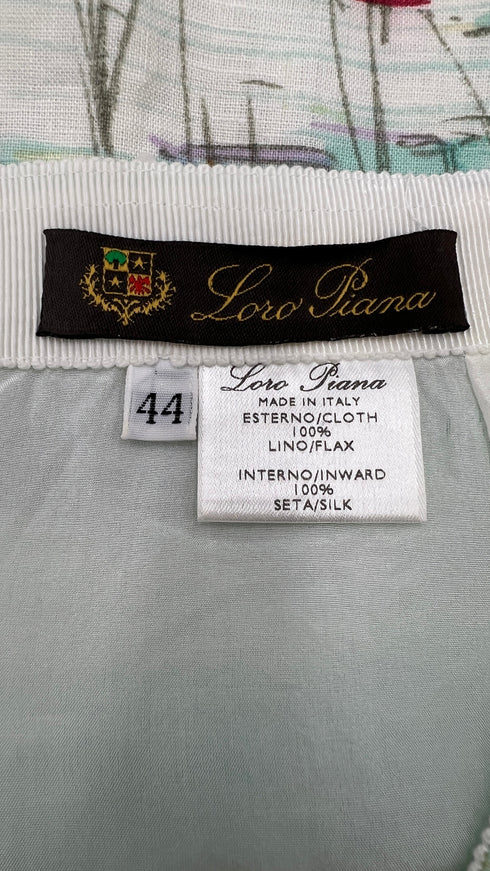 Loro Piana
44
Loro Piana
MADE IN ITALY
ESTERNO/CLOTH
100%
LINO/FLAX
INTERNO/INWARD
100%
SETA/SILK